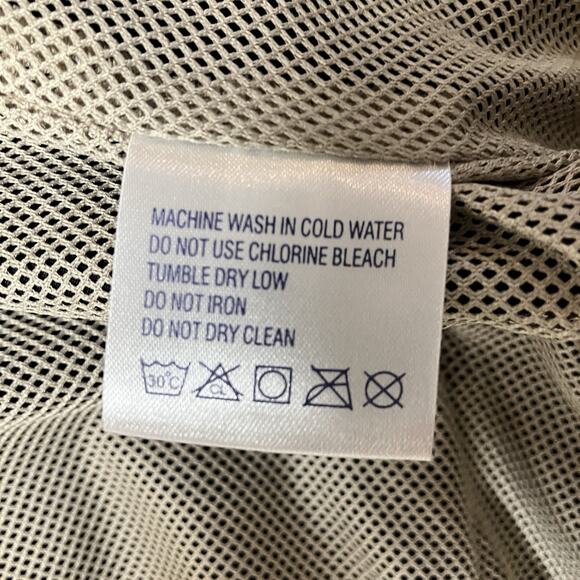 MACHINE WASH IN COLD WATER
DO NOT USE CHLORINE BLEACH
TUMBLE DRY LOW
DO NOT IRON
DO NOT DRY CLEAN
30°C CL